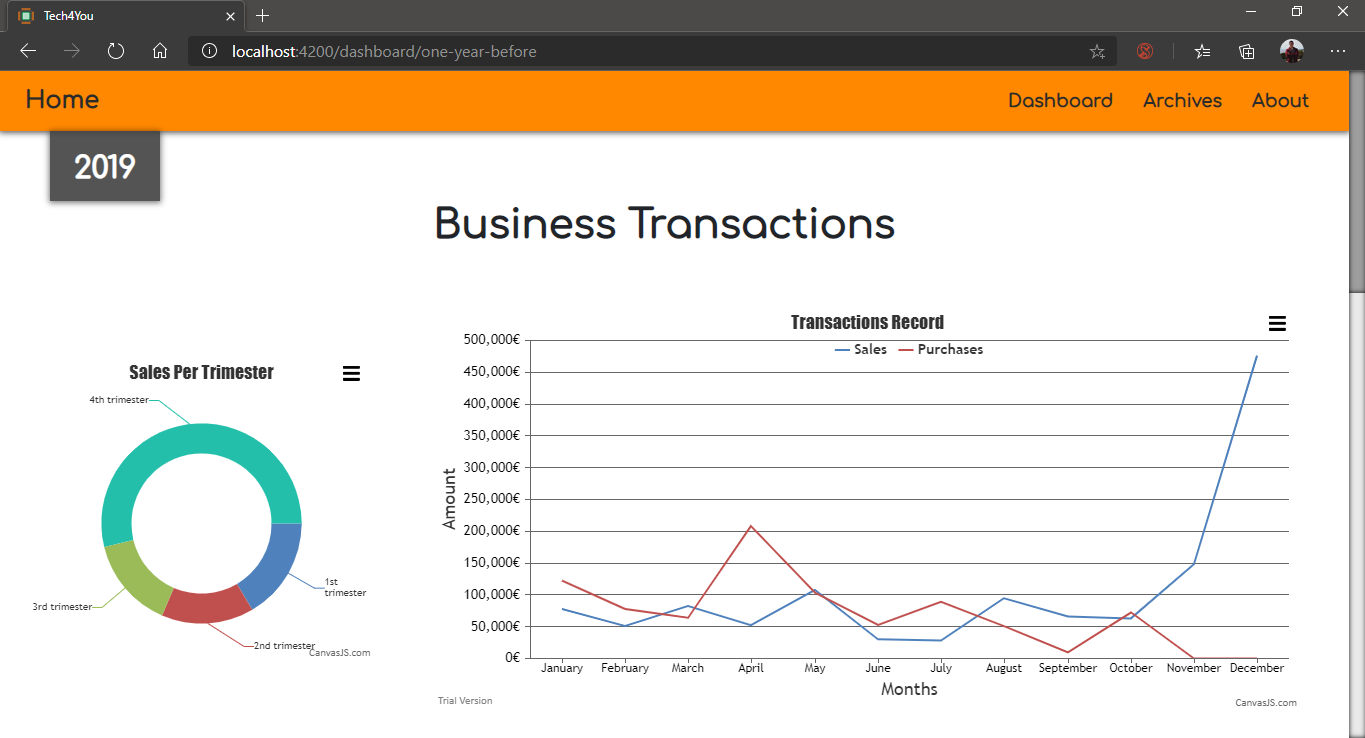 Tech4You
localhost:4200/dashboard/one-year-before
Home Dashboard Archives About
2019
Business Transactions
Sales Per Trimester
4th trimester
1st
trimester
3rd trimester
2nd trimester
CanvasJS.com
Transactions Record
Sales Purchases
500,000€
450,000€
400,000€
350,000€
300,000€
250,000€
200,000€
150,000€
100,000€
50,000€
0€
Amount
January February March April May June July August September October November December
Months
Trial Version
CanvasJS.com